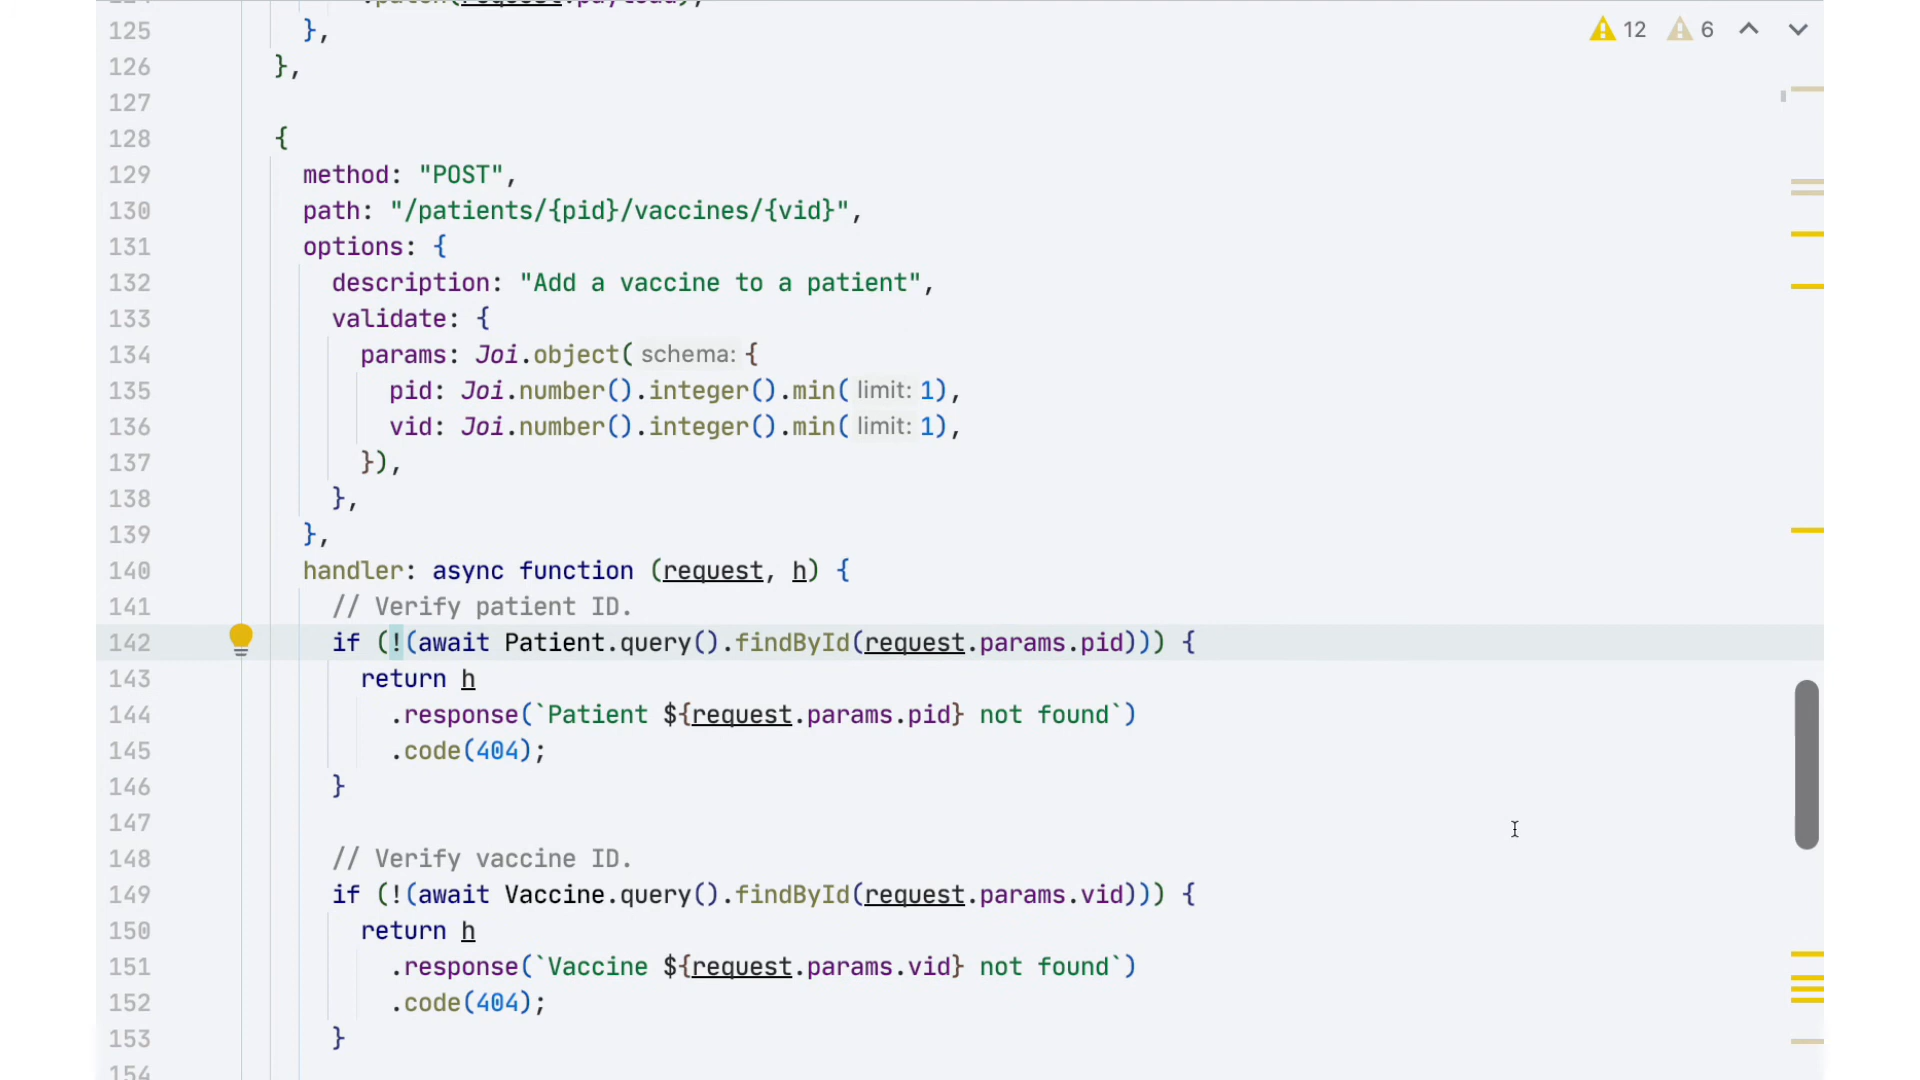 125 },
126 },
127
128 {
129 method: "POST",
130 path: "/patients/{pid}/vaccines/{vid}",
131 options: {
132 description: "Add a vaccine to a patient",
133 validate: {
134 params: Joi.object( schema: {
135 pid: Joi.number().integer().min( limit: 1),
136 vid: Joi.number().integer().min( limit: 1),
137 }),
138 },
139 },
140 handler: async function (request, h) {
141 // Verify patient ID.
142 if (!(await Patient.query().findById(request.params.pid))) {
143 return h
144 .response(`Patient ${request.params.pid} not found`)
145 .code(404);
146 }
147
148 // Verify vaccine ID.
149 if (!(await Vaccine.query().findById(request.params.vid))) {
150 return h
151 .response(`Vaccine ${request.params.vid} not found`)
152 .code(404);
153 }
154
12 6